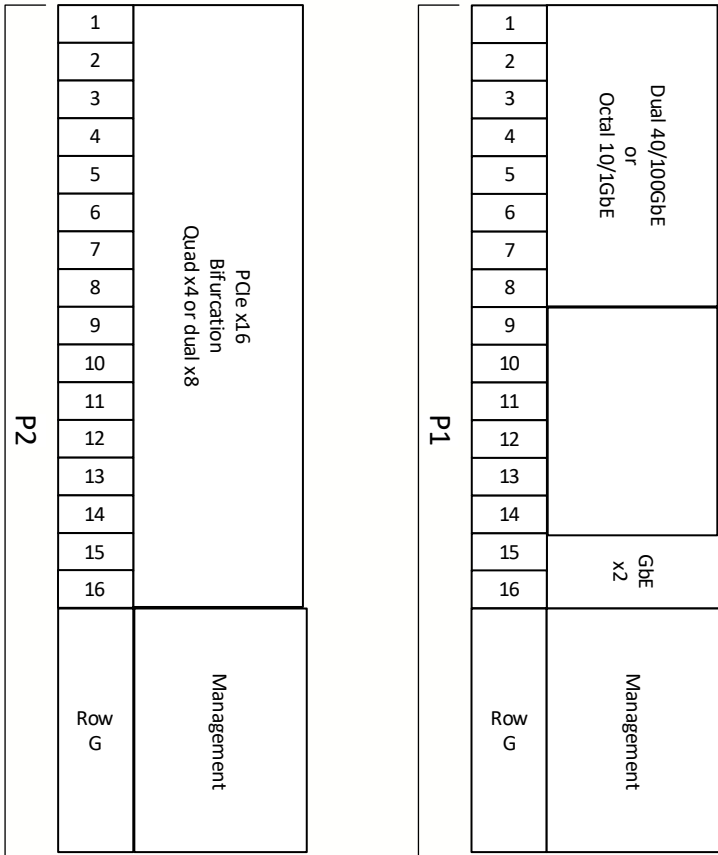 P2
1
2
3
4
5
6
7
8
9
10
11
12
13
14
15
16
Row
G
PCIe x16
Bifurcation
Quad x4 or dual x8
Management
P1
1
2
3
4
5
6
7
8
9
10
11
12
13
14
15
16
Row
G
Dual 40/100GbE
or
Octal 10/1GbE
GbE
x2
Management